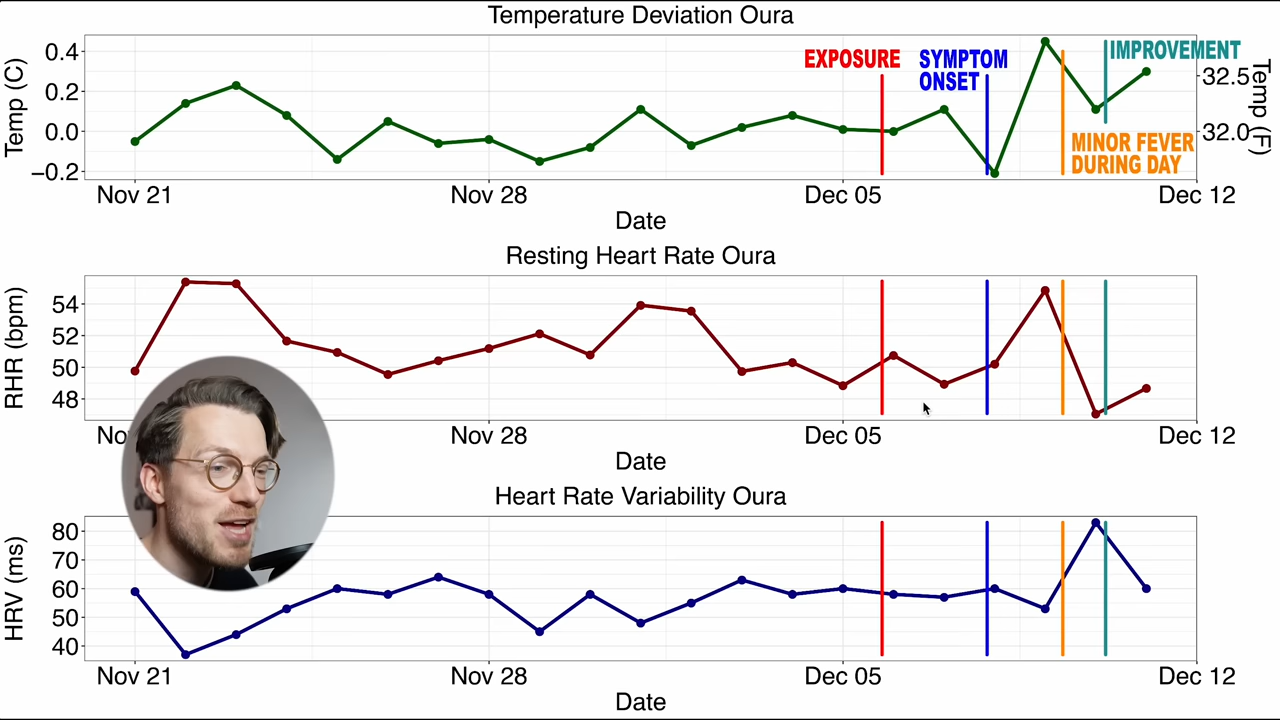 Temperature Deviation Oura
Temp (C)
0.4
0.2
0.0
−0.2
EXPOSURE
SYMPTOM
ONSET
IMPROVEMENT
MINOR FEVER
DURING DAY
32.5
32.0
Temp (F)
Nov 21
Nov 28
Dec 05
Dec 12
Date
Resting Heart Rate Oura
RHR (bpm)
54
52
50
48
No
Nov 28
Dec 05
Dec 12
Date
Heart Rate Variability Oura
HRV (ms)
80
70
60
50
40
Nov 21
Nov 28
Dec 05
Dec 12
Date